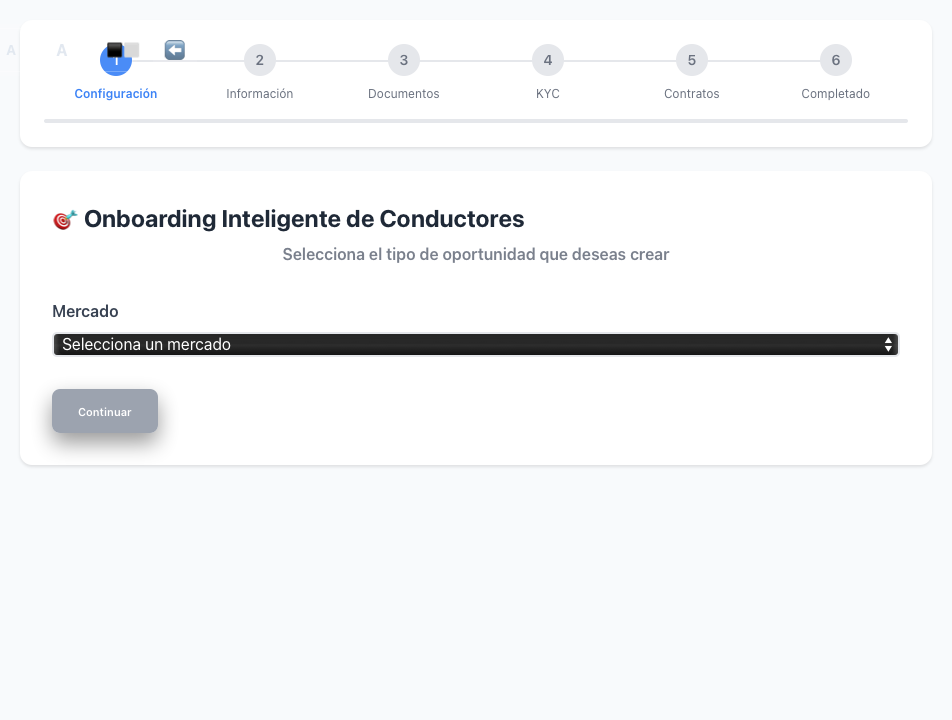 A A 1 2 3 4 5 6
Configuración Información Documentos KYC Contratos Completado
Onboarding Inteligente de Conductores
Selecciona el tipo de oportunidad que deseas crear
Mercado
Selecciona un mercado
Continuar